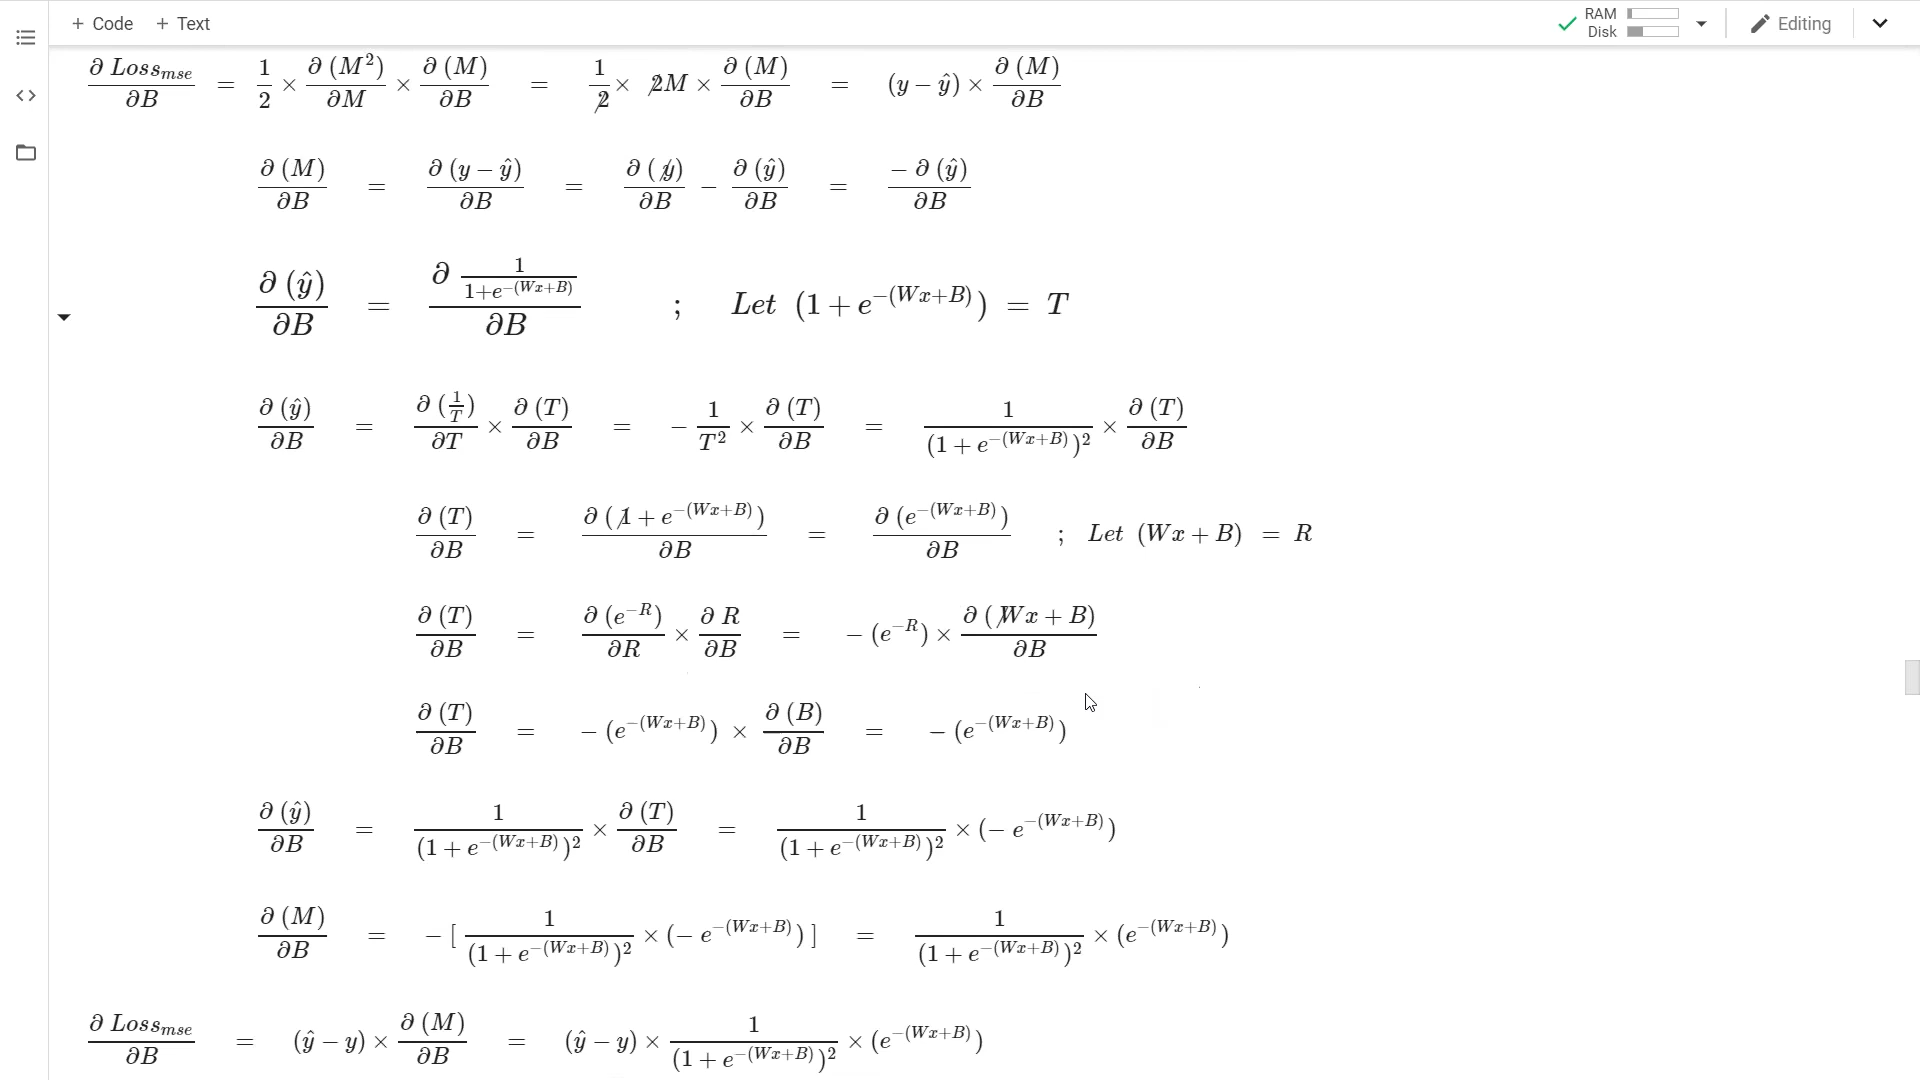 + Code + Text RAM Disk Editing
∂ Loss_mse / ∂B = 1/2 × ∂ (M²) / ∂M × ∂ (M) / ∂B = 1/2 × 2M × ∂ (M) / ∂B = (y − ŷ) × ∂ (M) / ∂B
∂ (M) / ∂B = ∂ (y − ŷ) / ∂B = ∂ (y) / ∂B − ∂ (ŷ) / ∂B = − ∂ (ŷ) / ∂B
∂ (ŷ) / ∂B = ∂ 1/(1+e^−(Wx+B)) / ∂B ; Let (1 + e^−(Wx+B)) = T
∂ (ŷ) / ∂B = ∂ (1/T) / ∂T × ∂ (T) / ∂B = − 1/T² × ∂ (T) / ∂B = 1 / (1 + e^−(Wx+B))² × ∂ (T) / ∂B
∂ (T) / ∂B = ∂ (1 + e^−(Wx+B)) / ∂B = ∂ (e^−(Wx+B)) / ∂B ; Let (Wx + B) = R
∂ (T) / ∂B = ∂ (e^−R) / ∂R × ∂ R / ∂B = − (e^−R) × ∂ (Wx + B) / ∂B
∂ (T) / ∂B = − (e^−(Wx+B)) × ∂ (B) / ∂B = − (e^−(Wx+B))
∂ (ŷ) / ∂B = 1 / (1 + e^−(Wx+B))² × ∂ (T) / ∂B = 1 / (1 + e^−(Wx+B))² × (− e^−(Wx+B))
∂ (M) / ∂B = − [ 1 / (1 + e^−(Wx+B))² × (− e^−(Wx+B)) ] = 1 / (1 + e^−(Wx+B))² × (e^−(Wx+B))
∂ Loss_mse / ∂B = (ŷ − y) × ∂ (M) / ∂B = (ŷ − y) × 1 / (1 + e^−(Wx+B))² × (e^−(Wx+B))